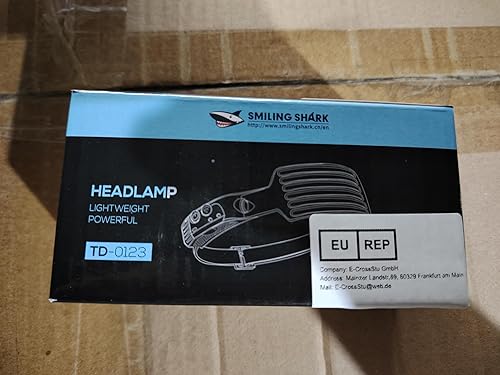 SMILING SHARK
http://www.smilingshark.cn/en
HEADLAMP
LIGHTWEIGHT
POWERFUL
TD-0123
EU REP
Company: E-CrossStu GmbH
Address: Mainzer Landstr,69, 60329 Frankfurt am Main
Mail: E-CrossStu@web.de